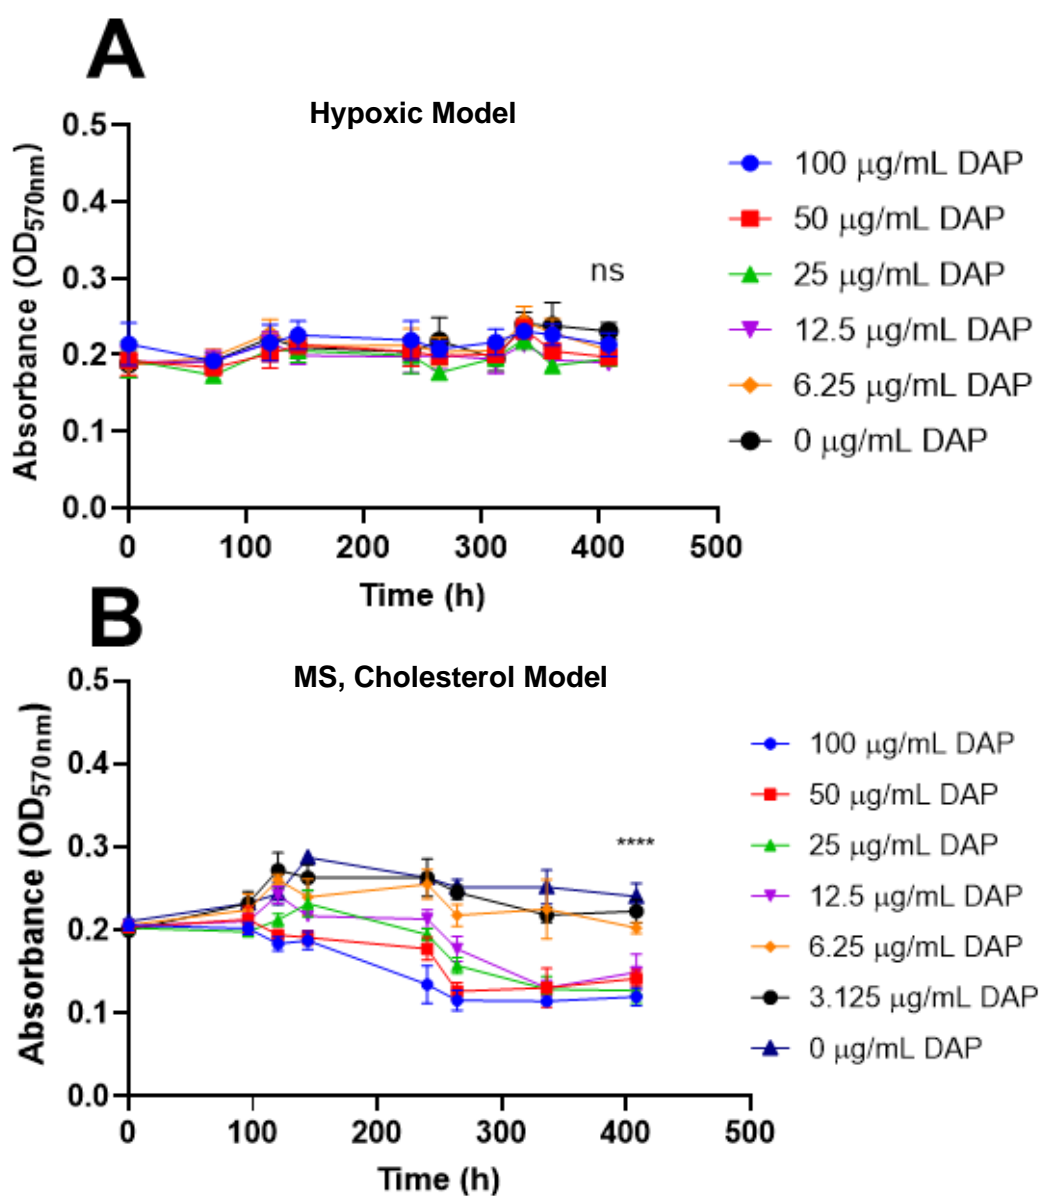 A
Hypoxic Model
0.5
0.4
0.3
0.2
0.1
0.0
Absorbance (OD570nm)
ns
0 100 200 300 400 500
Time (h)
100 µg/mL DAP
50 µg/mL DAP
25 µg/mL DAP
12.5 µg/mL DAP
6.25 µg/mL DAP
0 µg/mL DAP
B
MS, Cholesterol Model
0.5
0.4
0.3
0.2
0.1
0.0
Absorbance (OD570nm)
****
0 100 200 300 400 500
Time (h)
100 µg/mL DAP
50 µg/mL DAP
25 µg/mL DAP
12.5 µg/mL DAP
6.25 µg/mL DAP
3.125 µg/mL DAP
0 µg/mL DAP